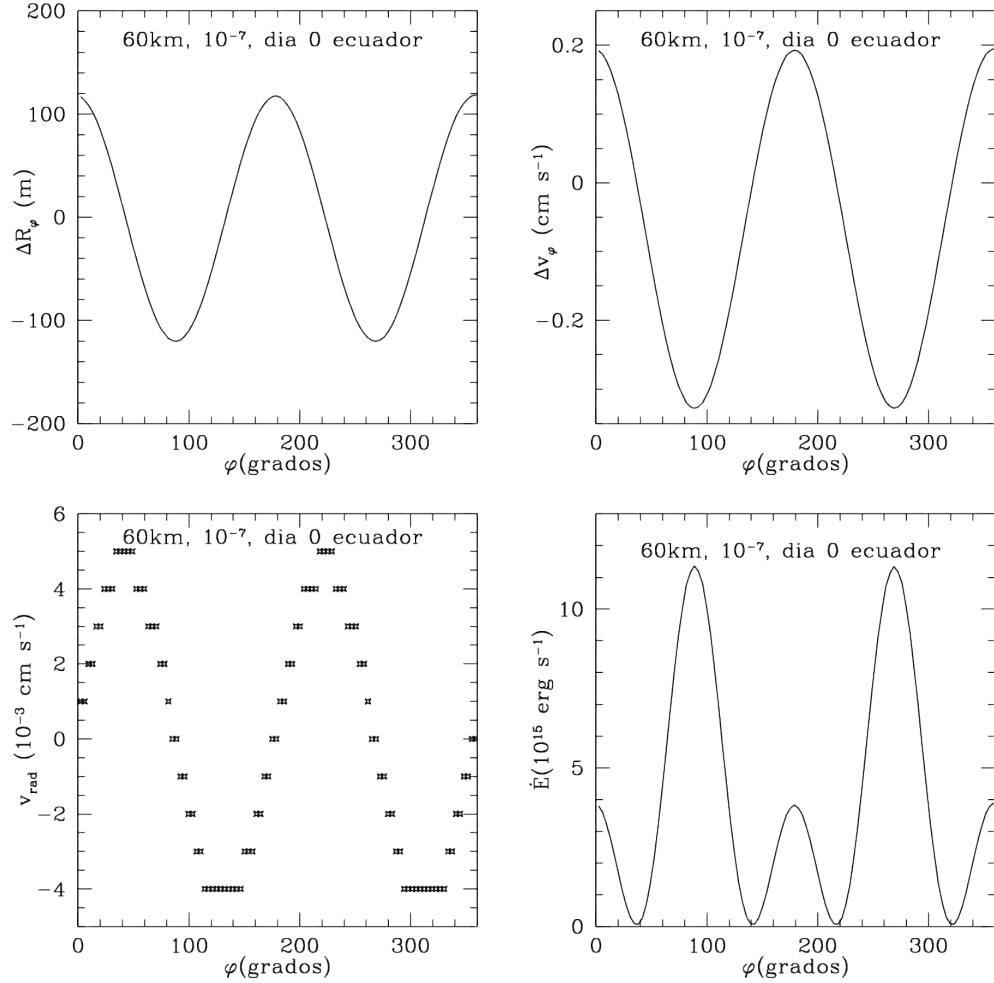 60km, 10⁻⁷, dia 0 ecuador
ΔRᵩ (m)
200
100
0
−100
−200
0 100 200 300
φ(grados)
60km, 10⁻⁷, dia 0 ecuador
Δvᵩ (cm s⁻¹)
0.2
0
−0.2
0 100 200 300
φ(grados)
60km, 10⁻⁷, dia 0 ecuador
v_rad (10⁻³ cm s⁻¹)
6
4
2
0
−2
−4
0 100 200 300
φ(grados)
60km, 10⁻⁷, dia 0 ecuador
Ė(10¹⁵ erg s⁻¹)
10
5
0
0 100 200 300
φ(grados)